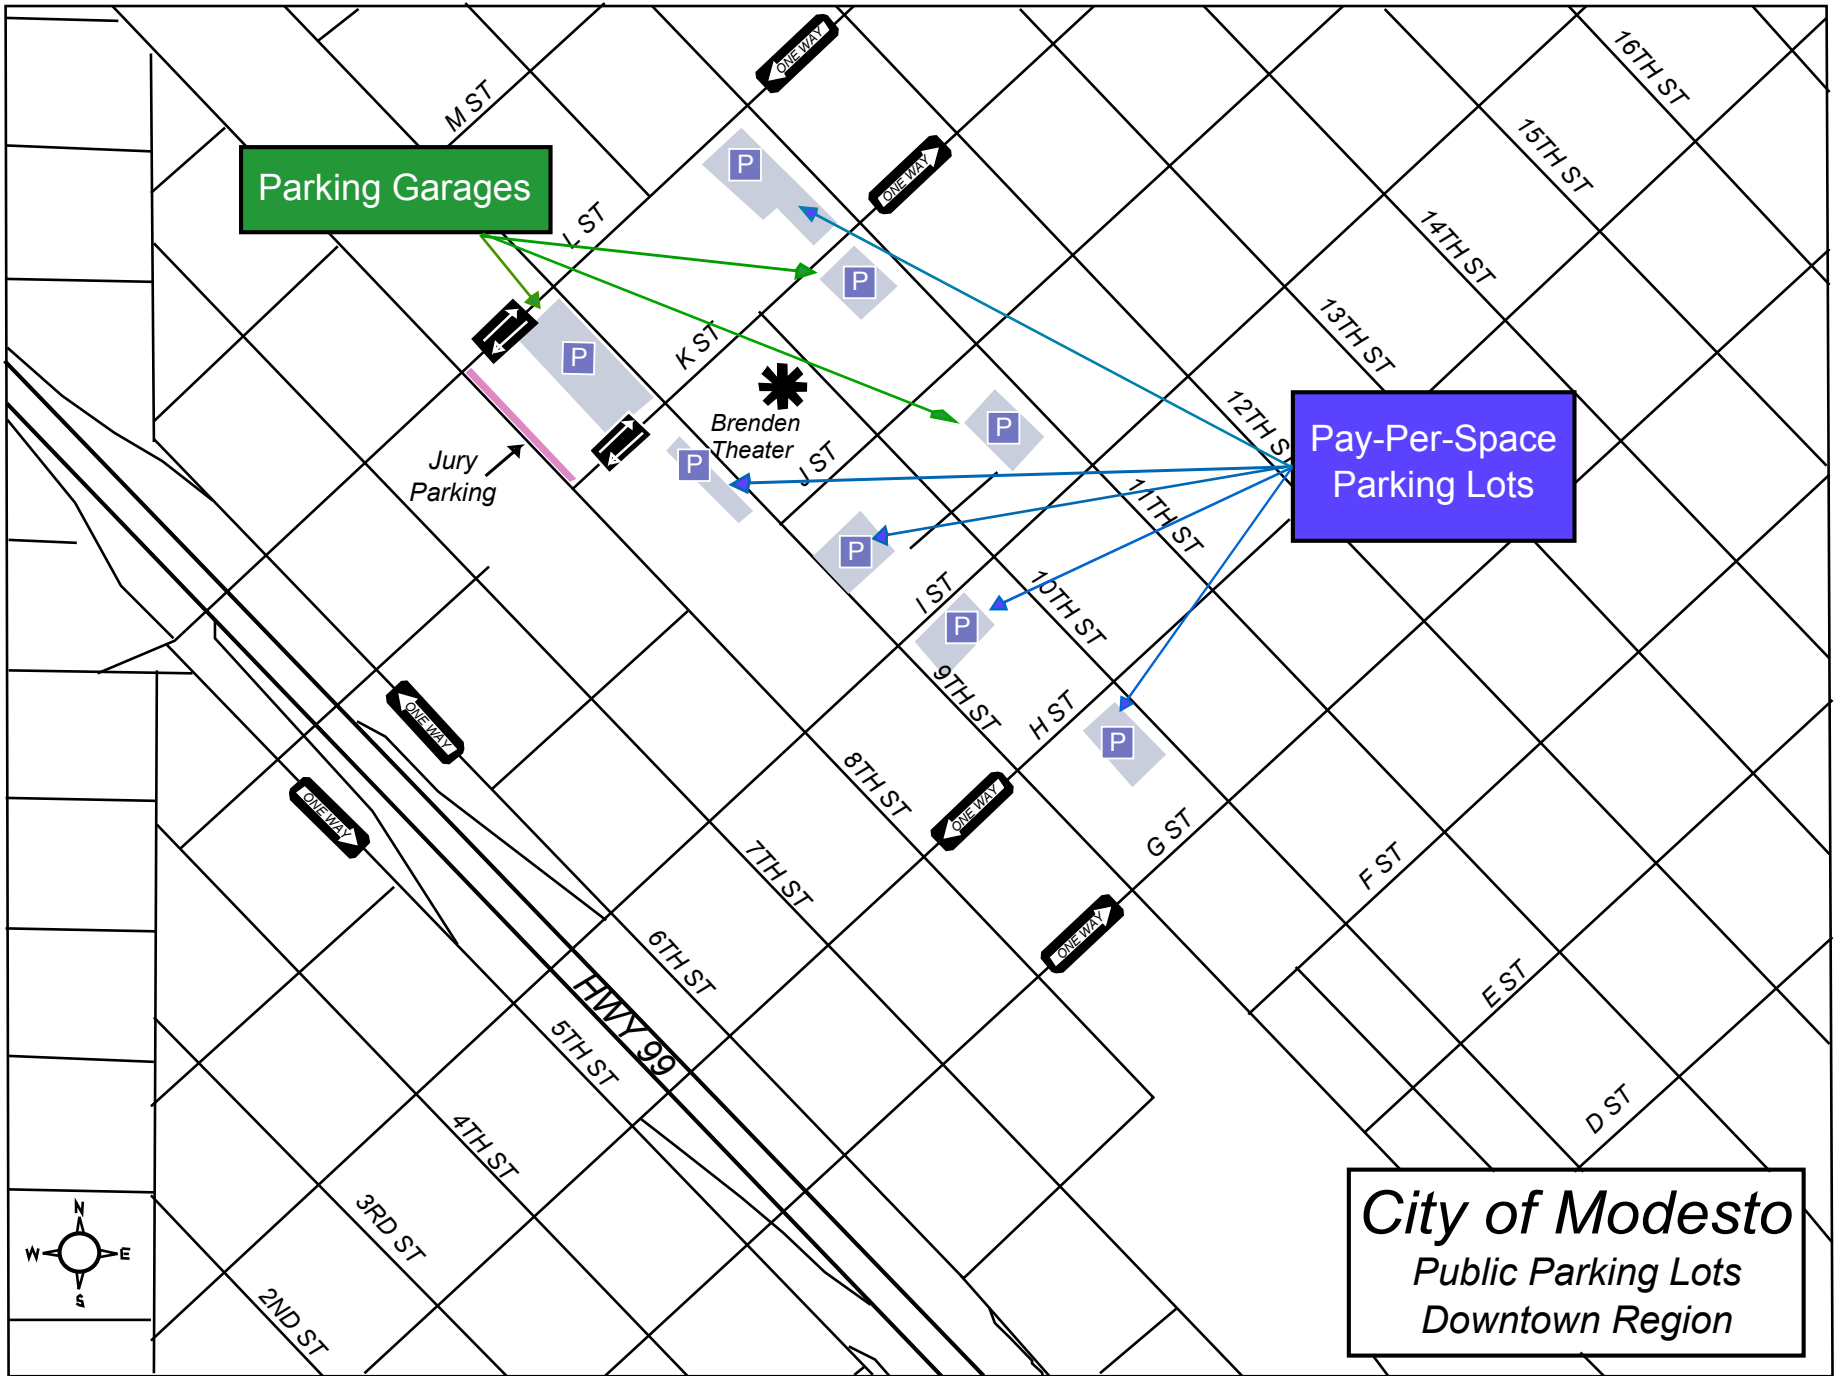 M ST
ONE WAY
16TH ST
15TH ST
P
ONE WAY
Parking Garages
L ST
14TH ST
P
13TH ST
K ST
P
Brenden
Theater
12TH S
P
Pay-Per-Space
Parking Lots
Jury
Parking
P
J ST
11TH ST
P
I ST
10TH ST
P
9TH ST
H ST
ONE WAY
P
8TH ST
ONE WAY
ONE WAY
G ST
7TH ST
F ST
ONE WAY
6TH ST
E ST
HWY 99
5TH ST
D ST
4TH ST
3RD ST
2ND ST
N
W E
S
City of Modesto
Public Parking Lots
Downtown Region